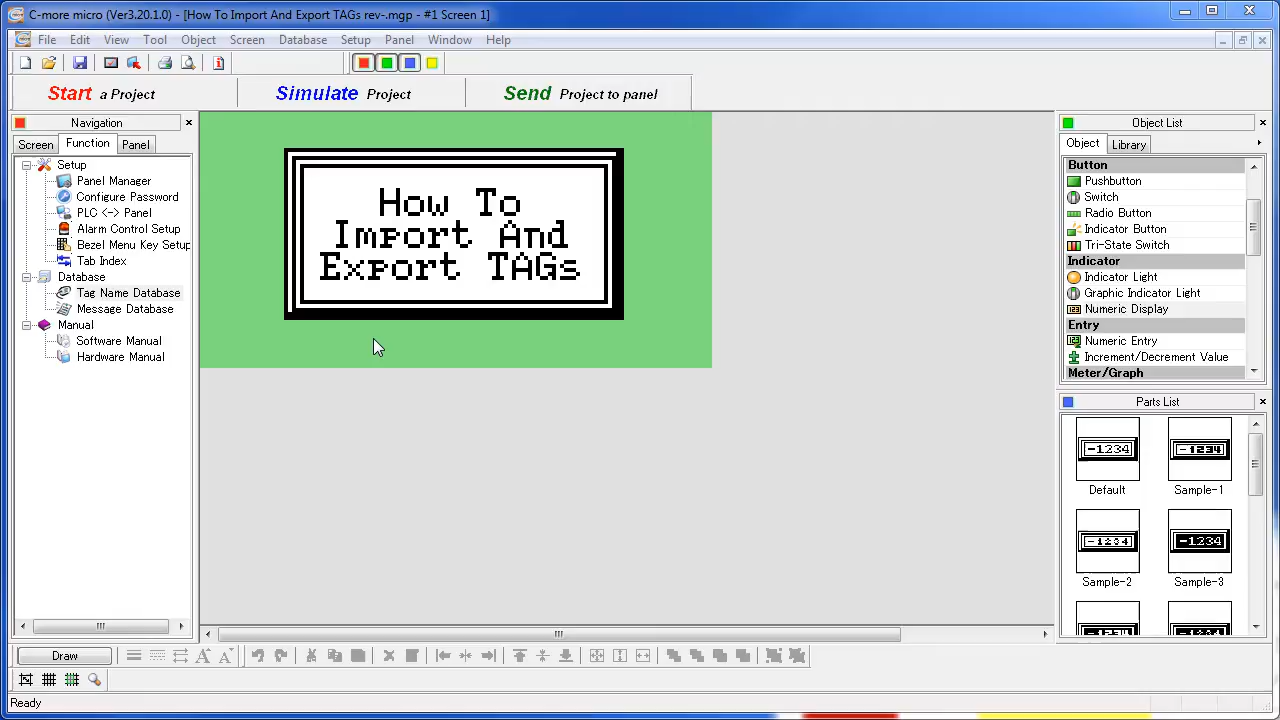 C-more micro (Ver3.20.1.0) - [How To Import And Export TAGs rev-.mgp - #1 Screen 1]
File Edit View Tool Object Screen Database Setup Panel Window Help
Start a Project
Simulate Project
Send Project to panel
Navigation
Screen Function Panel
Setup
Panel Manager
Configure Password
PLC <-> Panel
Alarm Control Setup
Bezel Menu Key Setup
Tab Index
Database
Tag Name Database
Message Database
Manual
Software Manual
Hardware Manual
How To
Import And
Export TAGs
Object List
Object Library
Button
Pushbutton
Switch
Radio Button
Indicator Button
Tri-State Switch
Indicator
Indicator Light
Graphic Indicator Light
Numeric Display
Entry
Numeric Entry
Increment/Decrement Value
Meter/Graph
Parts List
-1234
-1234
Default
Sample-1
-1234
-1234
Sample-2
Sample-3
Draw
Ready